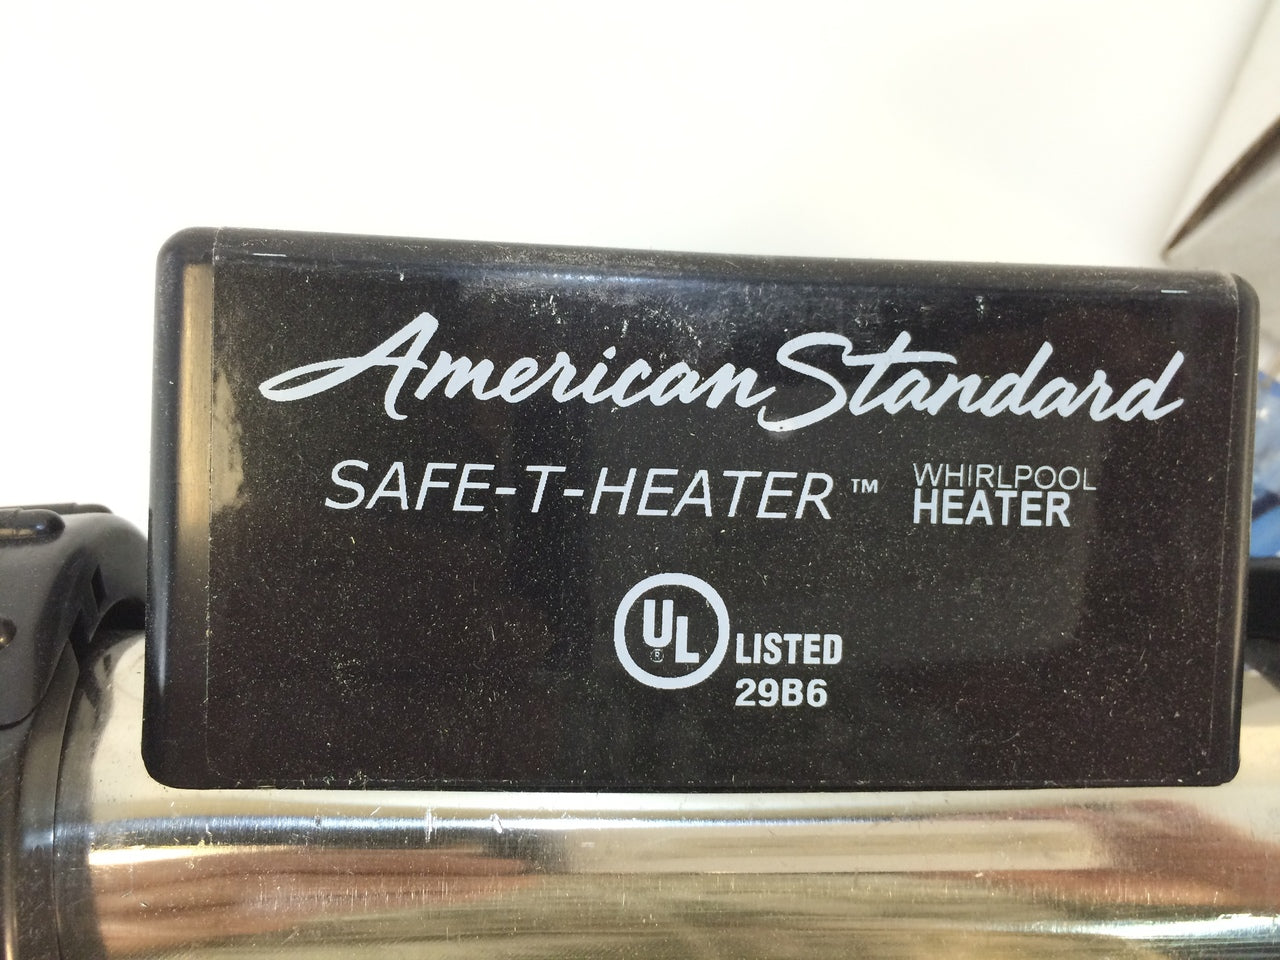 American Standard
SAFE-T-HEATER™ WHIRLPOOL HEATER
UL® LISTED
29B6